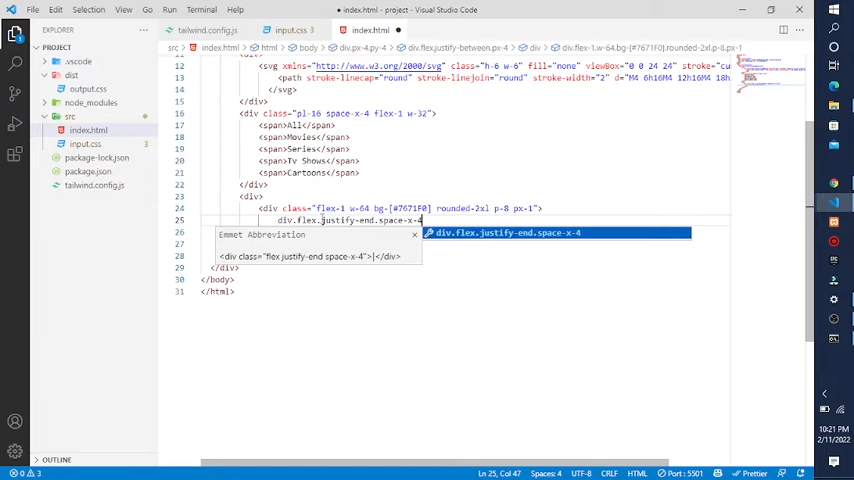 File Edit Selection View Go Run Terminal Help
● index.html - Project - Visual Studio Code
EXPLORER
tailwind.config.js
input.css 3
index.html ●
src > index.html > html > body > div.px-4.py-4 > div.flex.justify-between.px-4 > div > div.flex-1.w-64.bg-[#7671F0].rounded-2xl.p-8.px-1
PROJECT
.vscode
dist
output.css
node_modules
src
index.html
input.css 3
package-lock.json
package.json
tailwind.config.js
11 <div>
12 <svg xmlns="http://www.w3.org/2000/svg" class="h-6 w-6" fill="none" viewBox="0 0 24 24" stroke="cu
13 <path stroke-linecap="round" stroke-linejoin="round" stroke-width="2" d="M4 6h16M4 12h16M4 18h
14 </svg>
15 </div>
16 <div class="pl-16 space-x-4 flex-1 w-32">
17 <span>All</span>
18 <span>Movies</span>
19 <span>Series</span>
20 <span>Tv Shows</span>
21 <span>Cartoons</span>
22 </div>
23 <div>
24 <div class="flex-1 w-64 bg-[#7671F0] rounded-2xl p-8 px-1">
25 div.flex.justify-end.space-x-4
26
Emmet Abbreviation ×
div.flex.justify-end.space-x-4
27
<div class="flex justify-end space-x-4">|</div>
28
29 </div>
30 </body>
31 </html>
OUTLINE
0 3
Ln 25, Col 47 Spaces: 4 UTF-8 CRLF HTML Port : 5501 Prettier
10:21 PM
2/11/2022